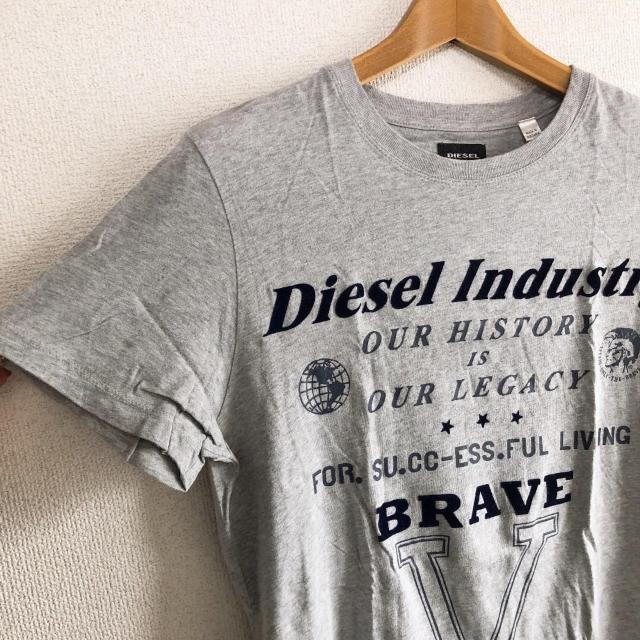 DIESEL
Diesel Industr
OUR HISTORY
IS
OUR LEGACY
FOR. SU.CC-ESS.FUL LIVING
BRAVE
V